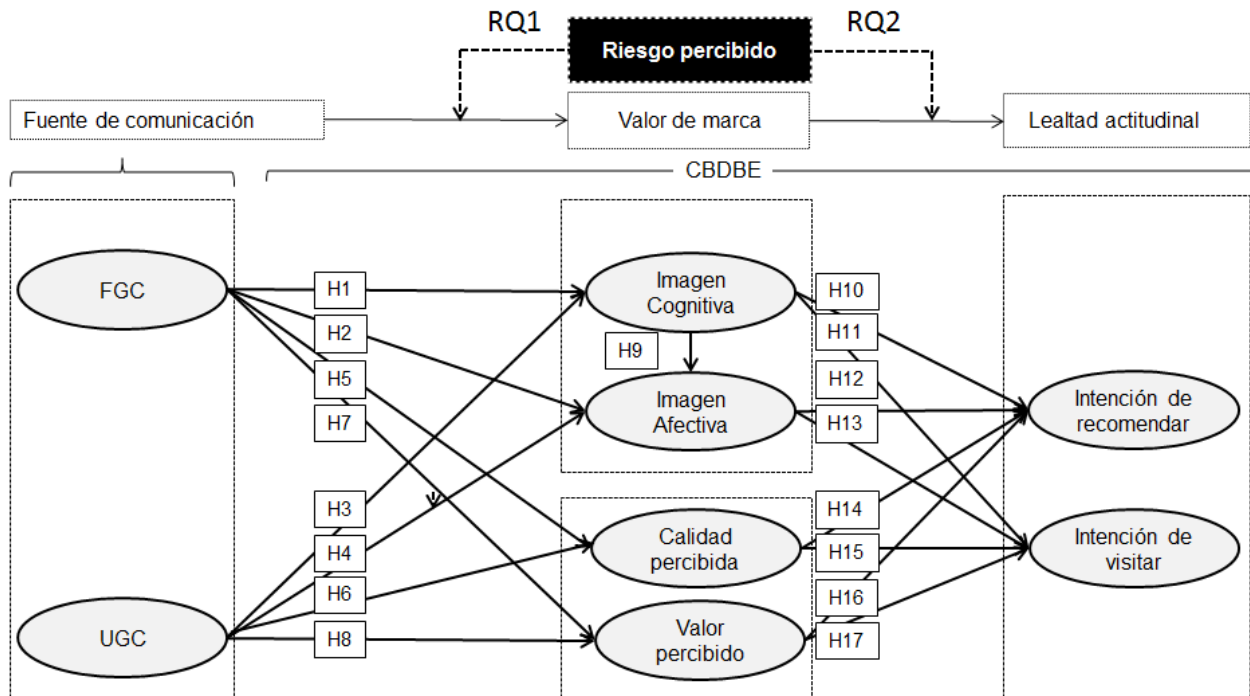 RQ1
Riesgo percibido
RQ2
Fuente de comunicación
Valor de marca
Lealtad actitudinal
CBDBE
FGC
UGC
H1
H2
H5
H7
H3
H4
H6
H8
Imagen
Cognitiva
H9
Imagen
Afectiva
Calidad
percibida
Valor
percibido
H10
H11
H12
H13
H14
H15
H16
H17
Intención de
recomendar
Intención de
visitar